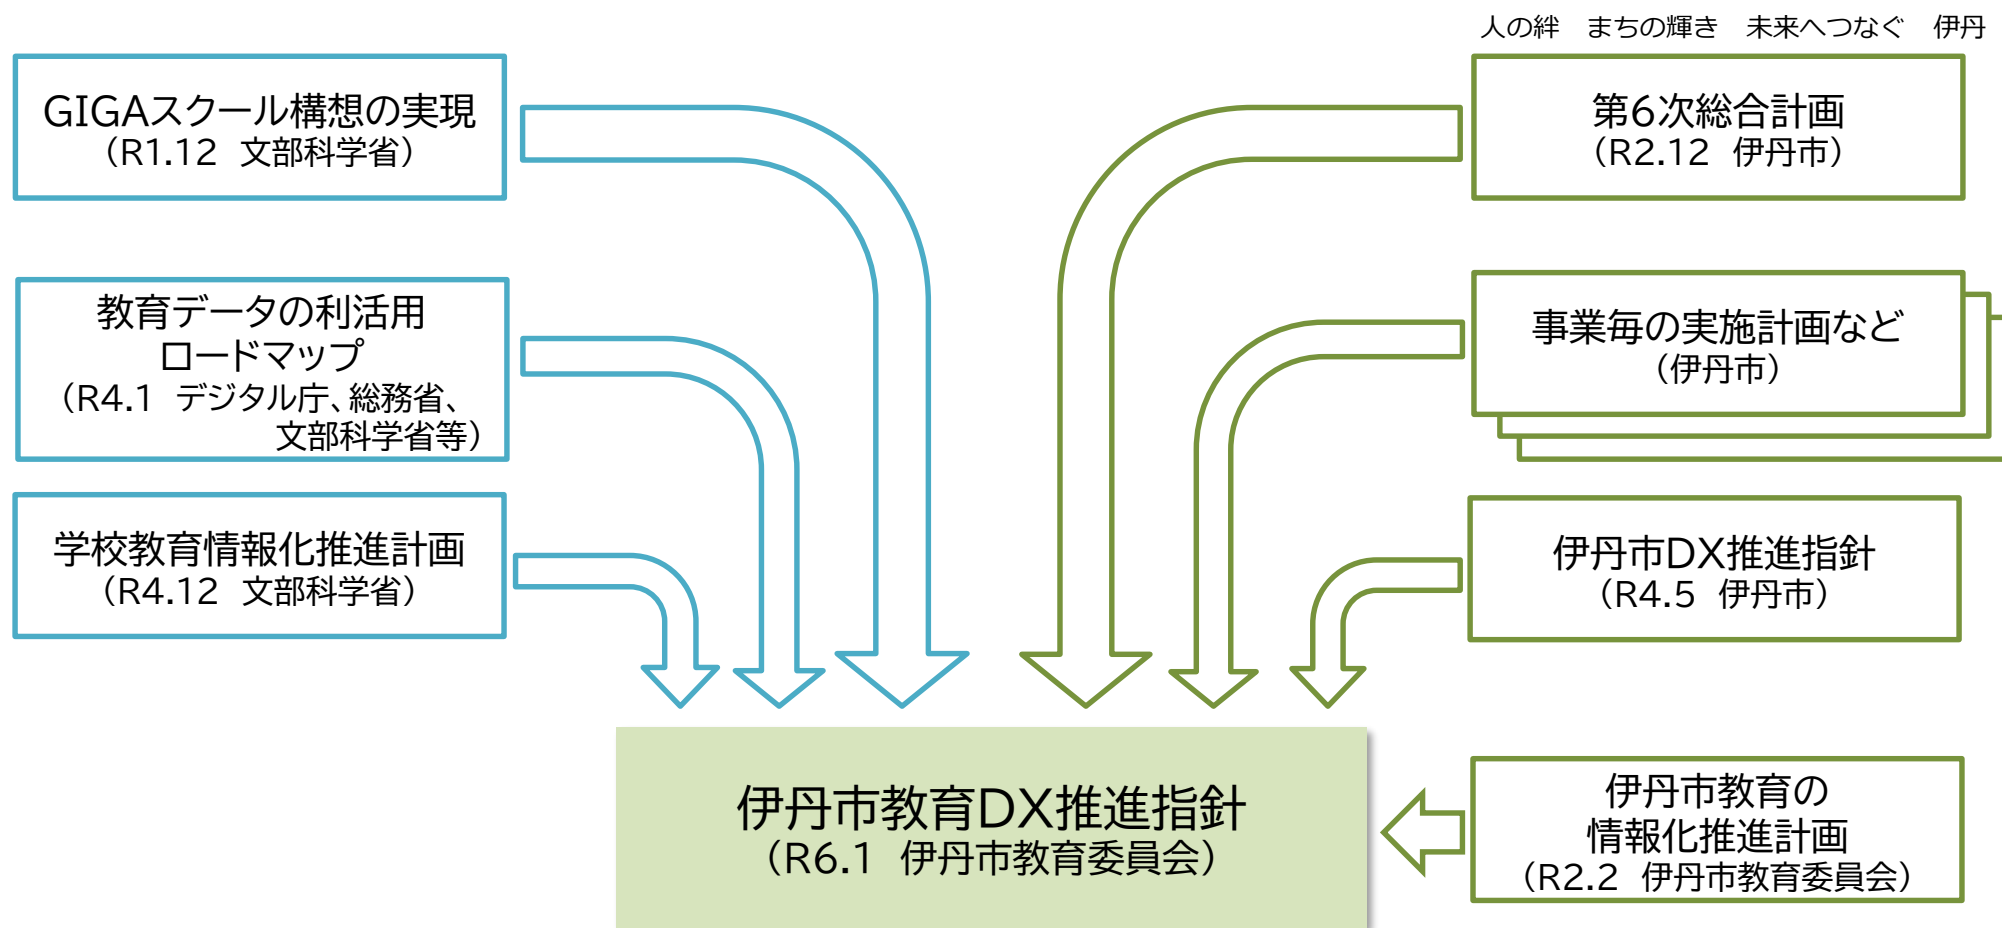 人の絆　まちの輝き　未来へつなぐ　伊丹
GIGAスクール構想の実現
（R1.12　文部科学省）
教育データの利活用
ロードマップ
（R4.1　デジタル庁、総務省、
文部科学省等）
学校教育情報化推進計画
（R4.12　文部科学省）
第6次総合計画
（R2.12　伊丹市）
事業毎の実施計画など
（伊丹市）
伊丹市DX推進指針
（R4.5　伊丹市）
伊丹市教育の
情報化推進計画
（R2.2　伊丹市教育委員会）
伊丹市教育DX推進指針
（R6.1　伊丹市教育委員会）